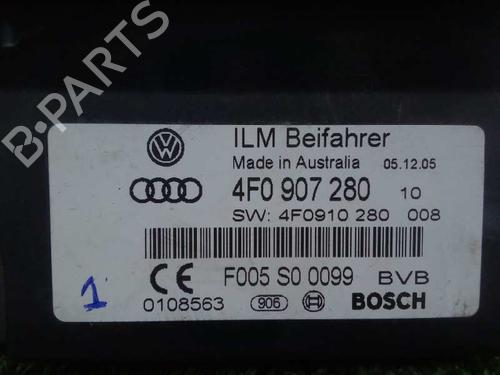 B-PARTS
ILM Beifahrer
Made in Australia 05.12.05
4F0 907 280 10
SW: 4F0910 280 008
F005 S0 0099 BVB
0108563 906 BOSCH
1